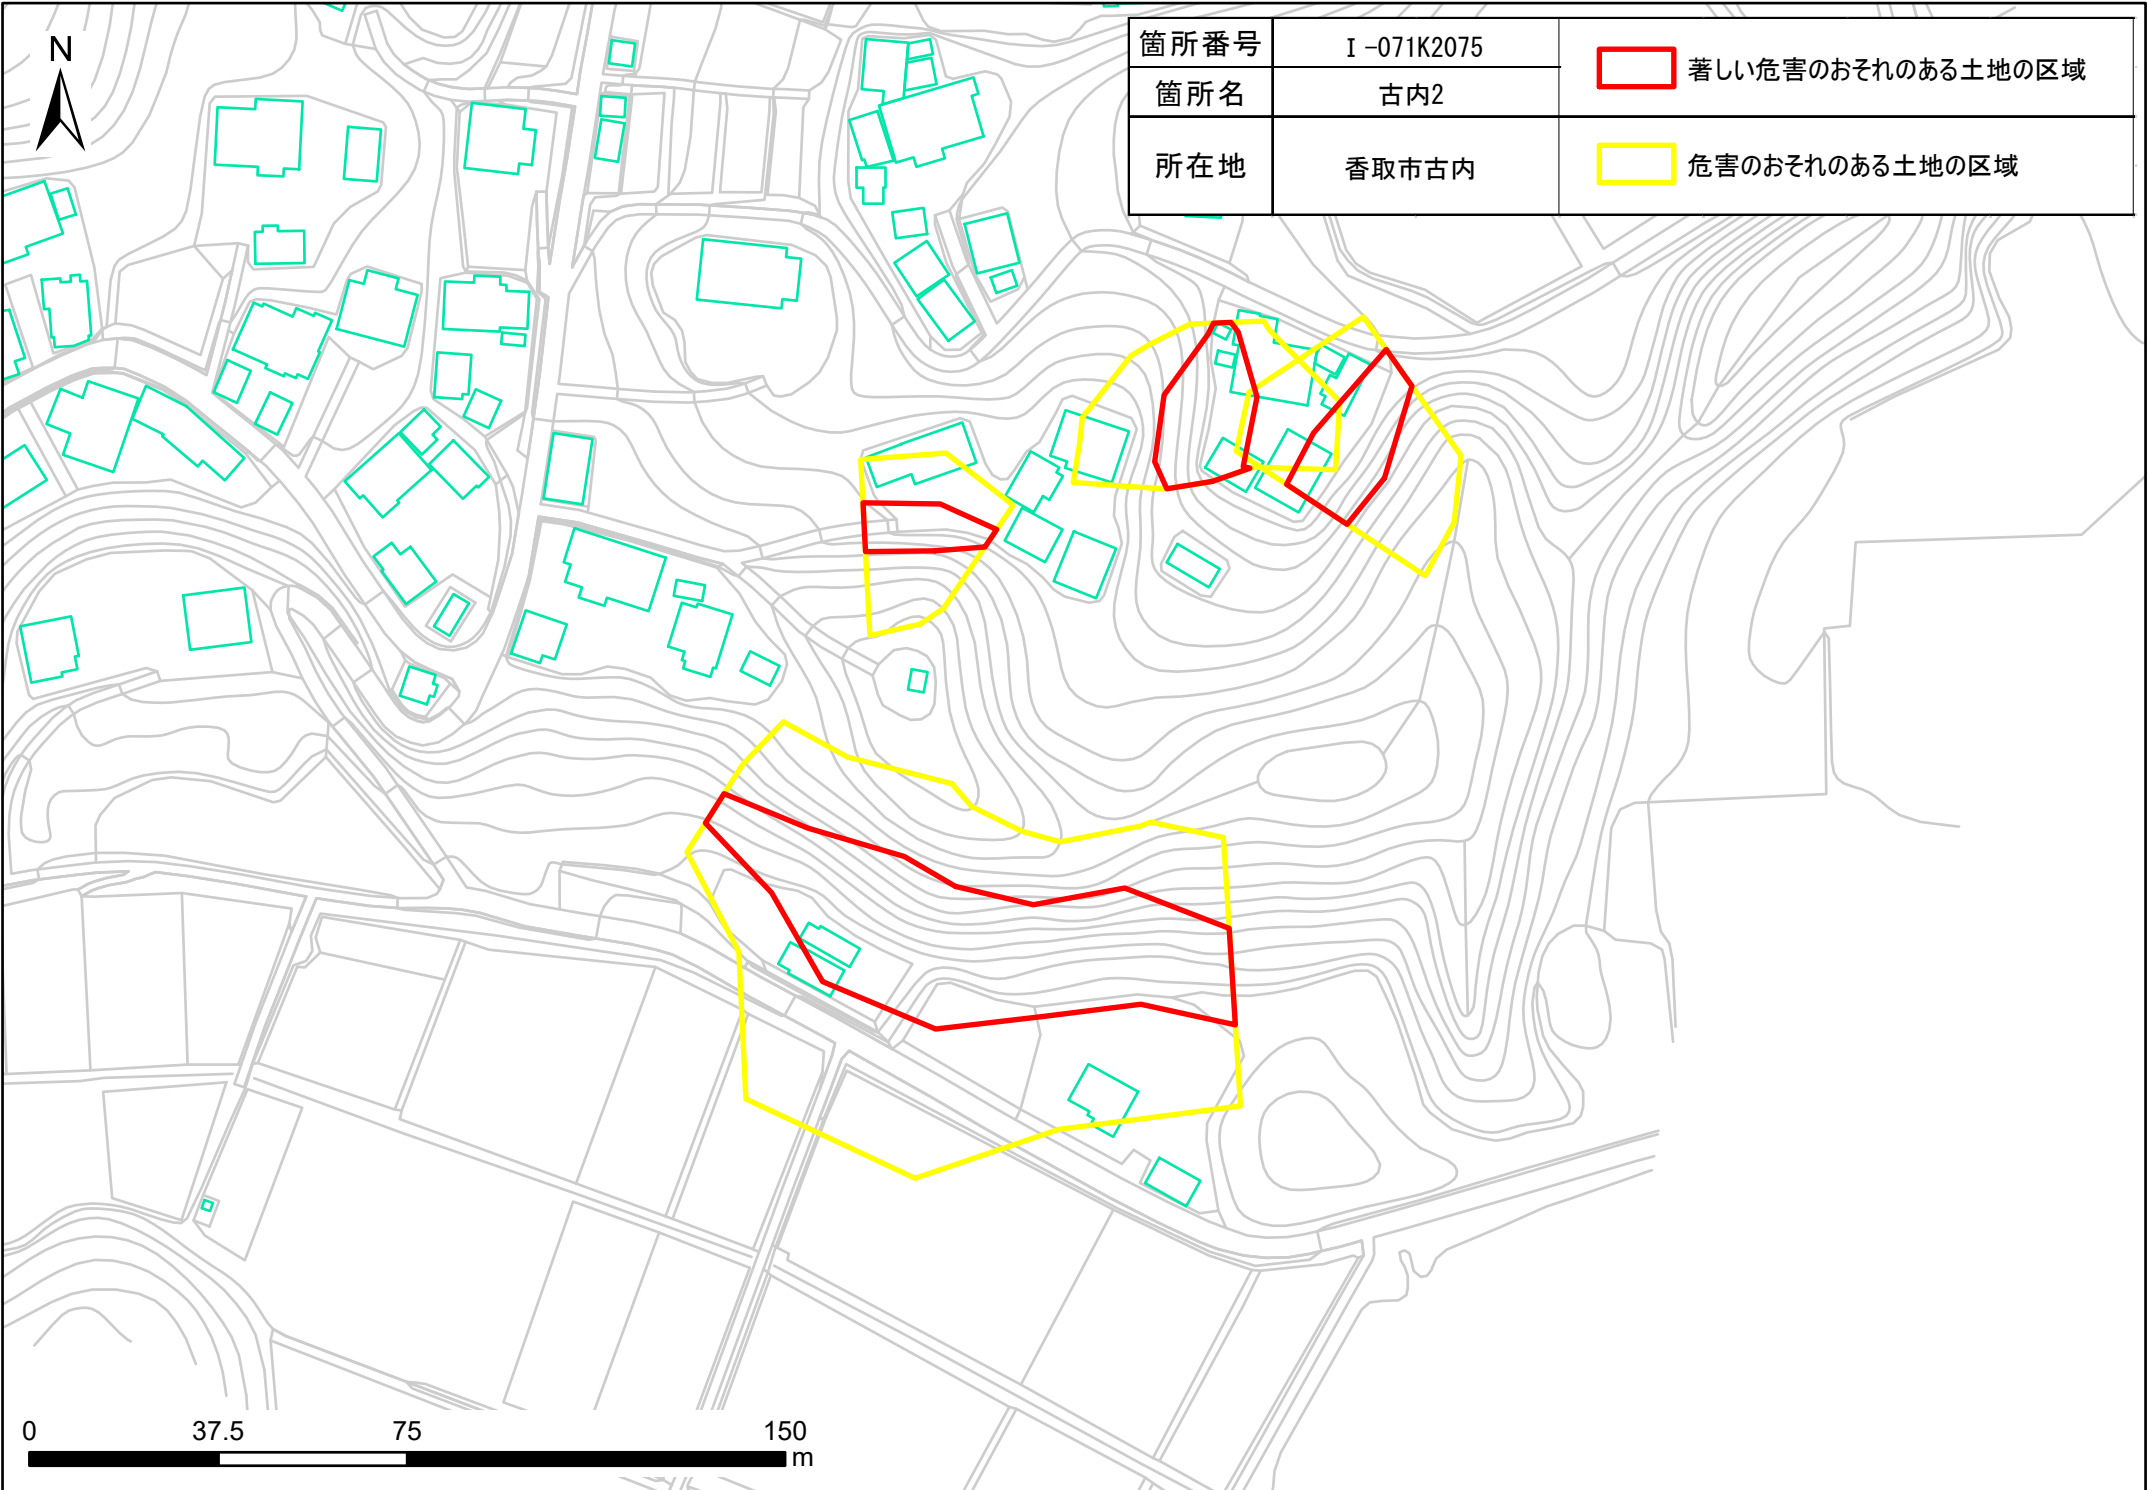 N
箇所番号 Ⅰ-071K2075
箇所名 古内2
所在地 香取市古内
著しい危害のおそれのある土地の区域
危害のおそれのある土地の区域
0 37.5 75 150
m